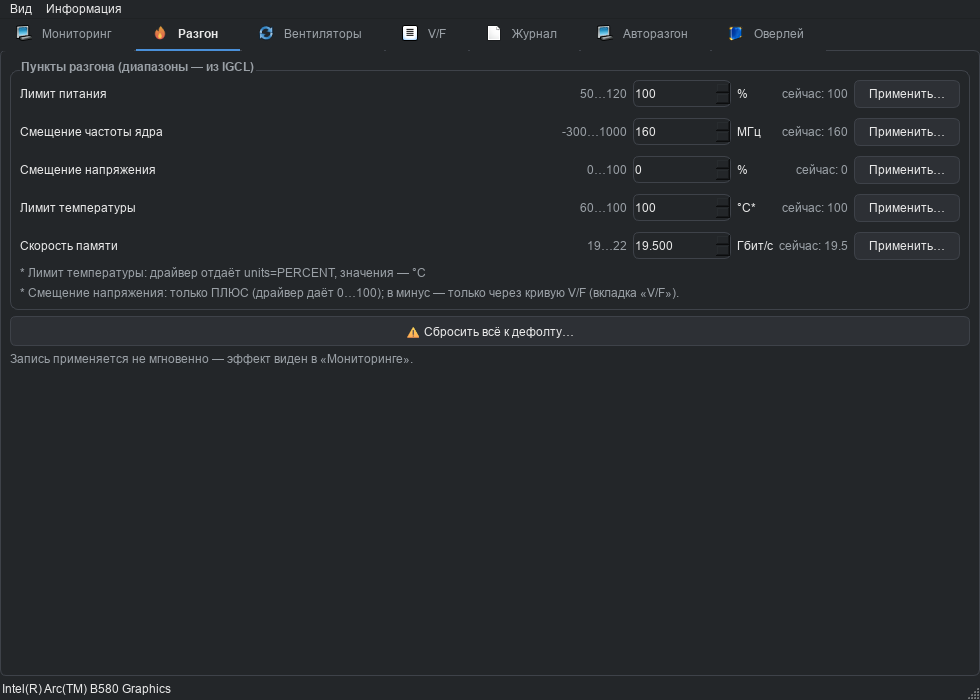 Вид Информация
Мониторинг Разгон Вентиляторы V/F Журнал Авторазгон Оверлей
Пункты разгона (диапазоны — из IGCL)
Лимит питания 50…120 100 % сейчас: 100 Применить…
Смещение частоты ядра -300…1000 160 МГц сейчас: 160 Применить…
Смещение напряжения 0…100 0 % сейчас: 0 Применить…
Лимит температуры 60…100 100 °C* сейчас: 100 Применить…
Скорость памяти 19…22 19.500 Гбит/с сейчас: 19.5 Применить…
* Лимит температуры: драйвер отдаёт units=PERCENT, значения — °C
* Смещение напряжения: только ПЛЮС (драйвер даёт 0…100); в минус — только через кривую V/F (вкладка «V/F»).
Сбросить всё к дефолту…
Запись применяется не мгновенно — эффект виден в «Мониторинге».
Intel(R) Arc(TM) B580 Graphics